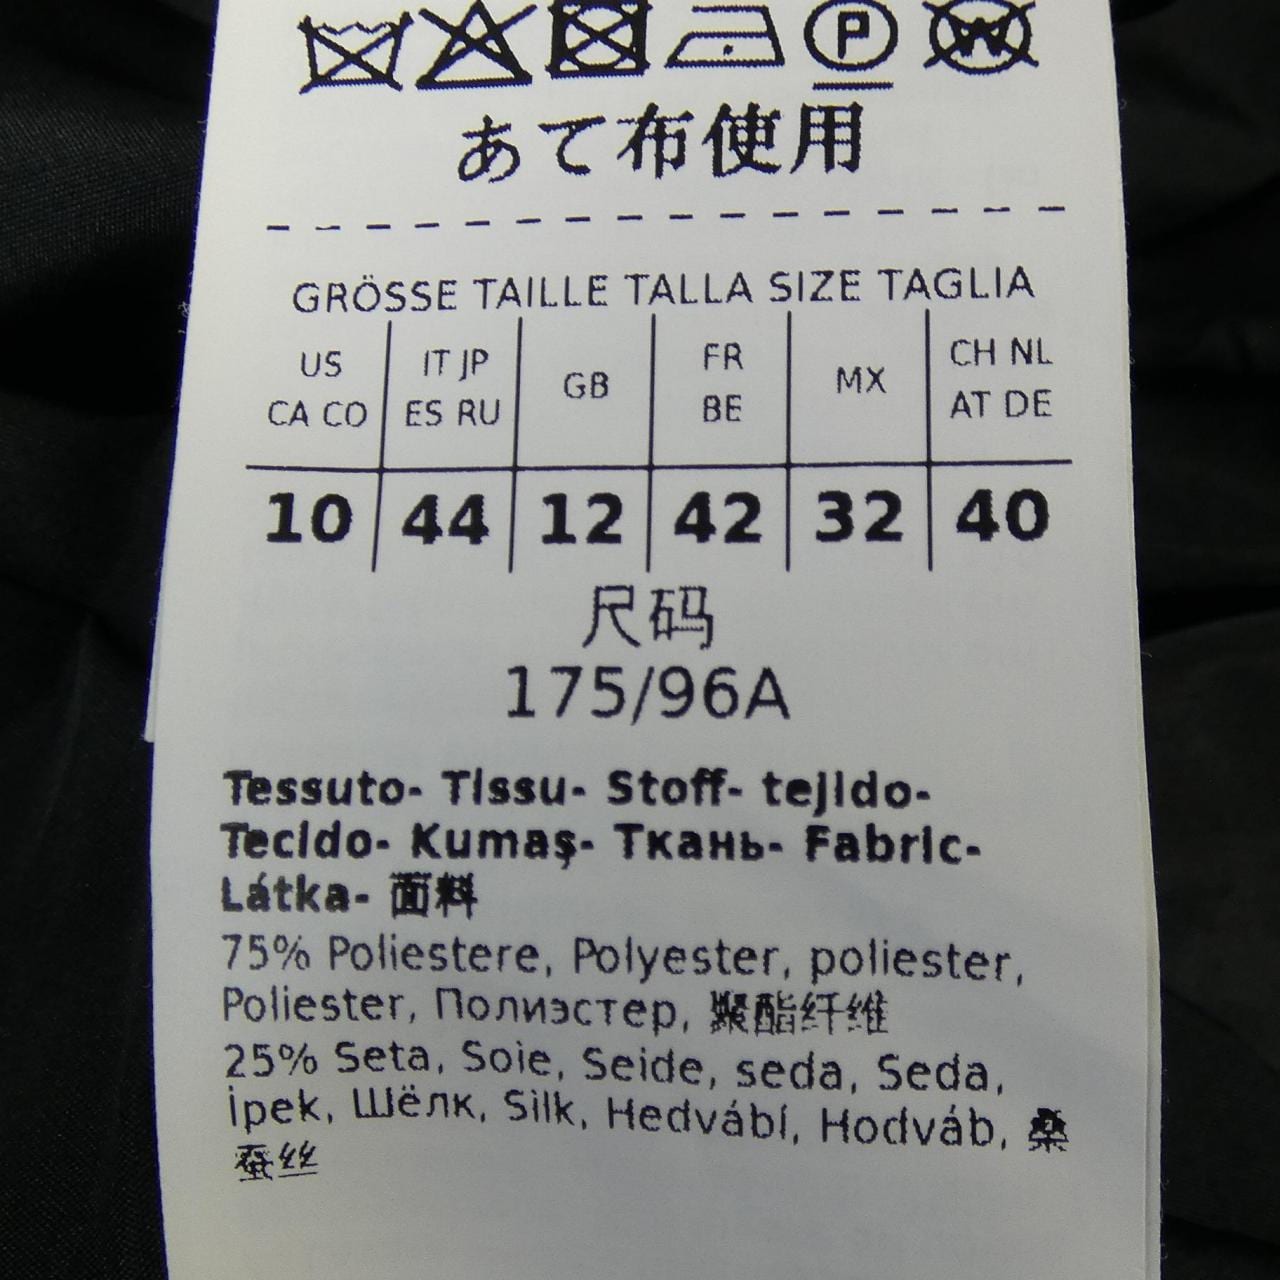 P W
あて布使用
GRÖSSE TAILLE TALLA SIZE TAGLIA
US CA CO | IT JP ES RU | GB | FR BE | MX | CH NL AT DE
10 | 44 | 12 | 42 | 32 | 40
尺码
175/96A
Tessuto- Tissu- Stoff- tejido-
Tecido- Kumaş- Ткань- Fabric-
Látka- 面料
75% Poliestere, Polyester, poliester,
Poliester, Полиэстер, 聚酯纤维
25% Seta, Soie, Seide, seda, Seda,
İpek, Шёлк, Silk, Hedvábí, Hodváb, 桑
蚕丝